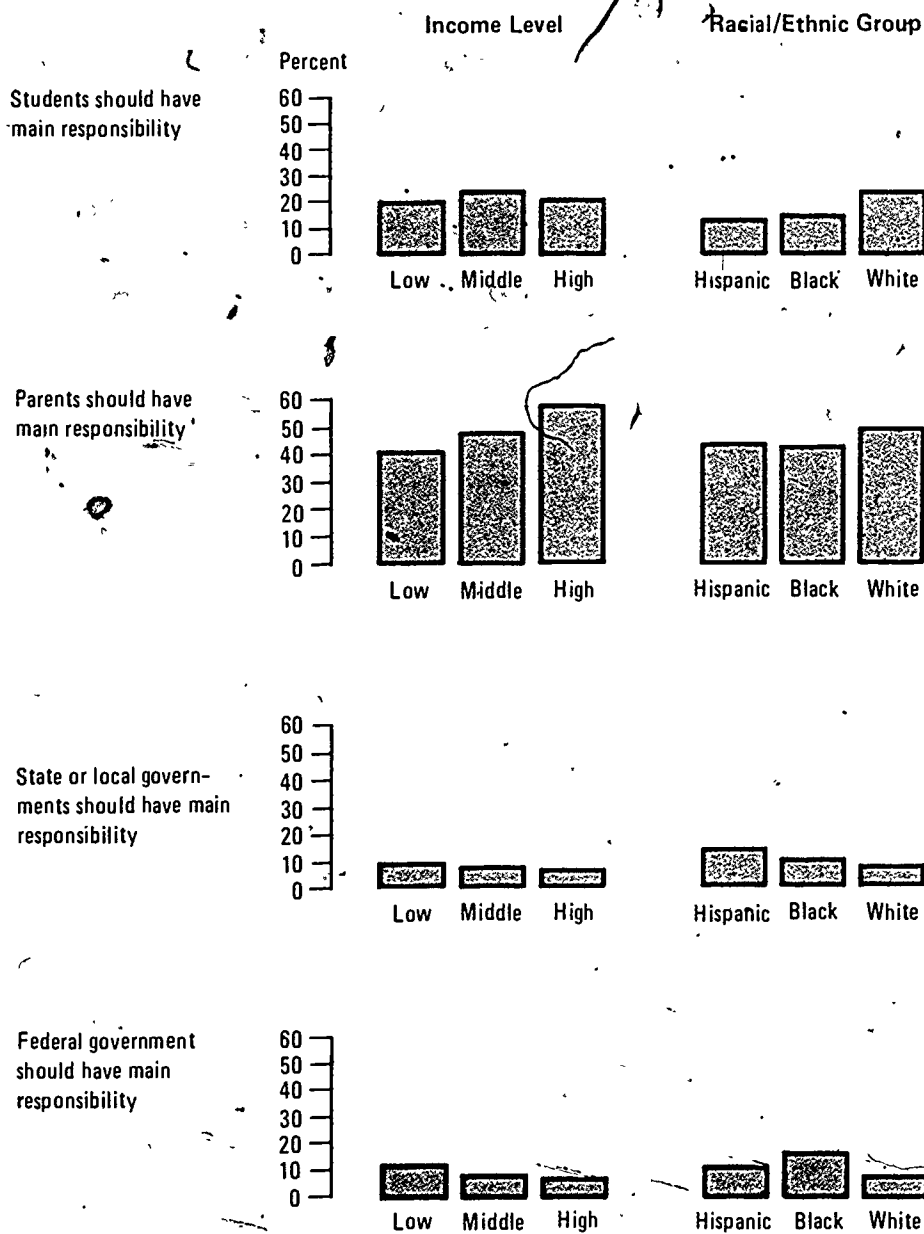 Income Level
Racial/Ethnic Group
Percent
Students should have
main responsibility
60
50
40
30
20
10
0
Low Middle High
Hispanic Black White
Parents should have
main responsibility
60
50
40
30
20
10
0
Low Middle High
Hispanic Black White
State or local govern-
ments should have main
responsibility
60
50
40
30
20
10
0
Low Middle High
Hispanic Black White
Federal government
should have main
responsibility
60
50
40
30
20
10
0
Low Middle High
Hispanic Black White